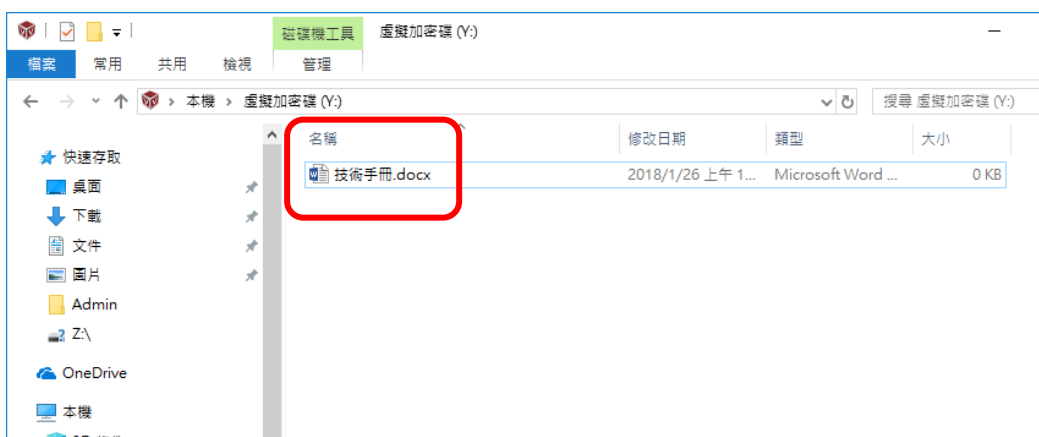 磁碟機工具 虛擬加密碟 (Y:)
檔案 常用 共用 檢視 管理
本機 › 虛擬加密碟 (Y:) 搜尋 虛擬加密碟 (Y:)
名稱 修改日期 類型 大小
快速存取
技術手冊.docx 2018/1/26 上午 1... Microsoft Word ... 0 KB
桌面
下載
文件
圖片
Admin
Z:\
OneDrive
本機